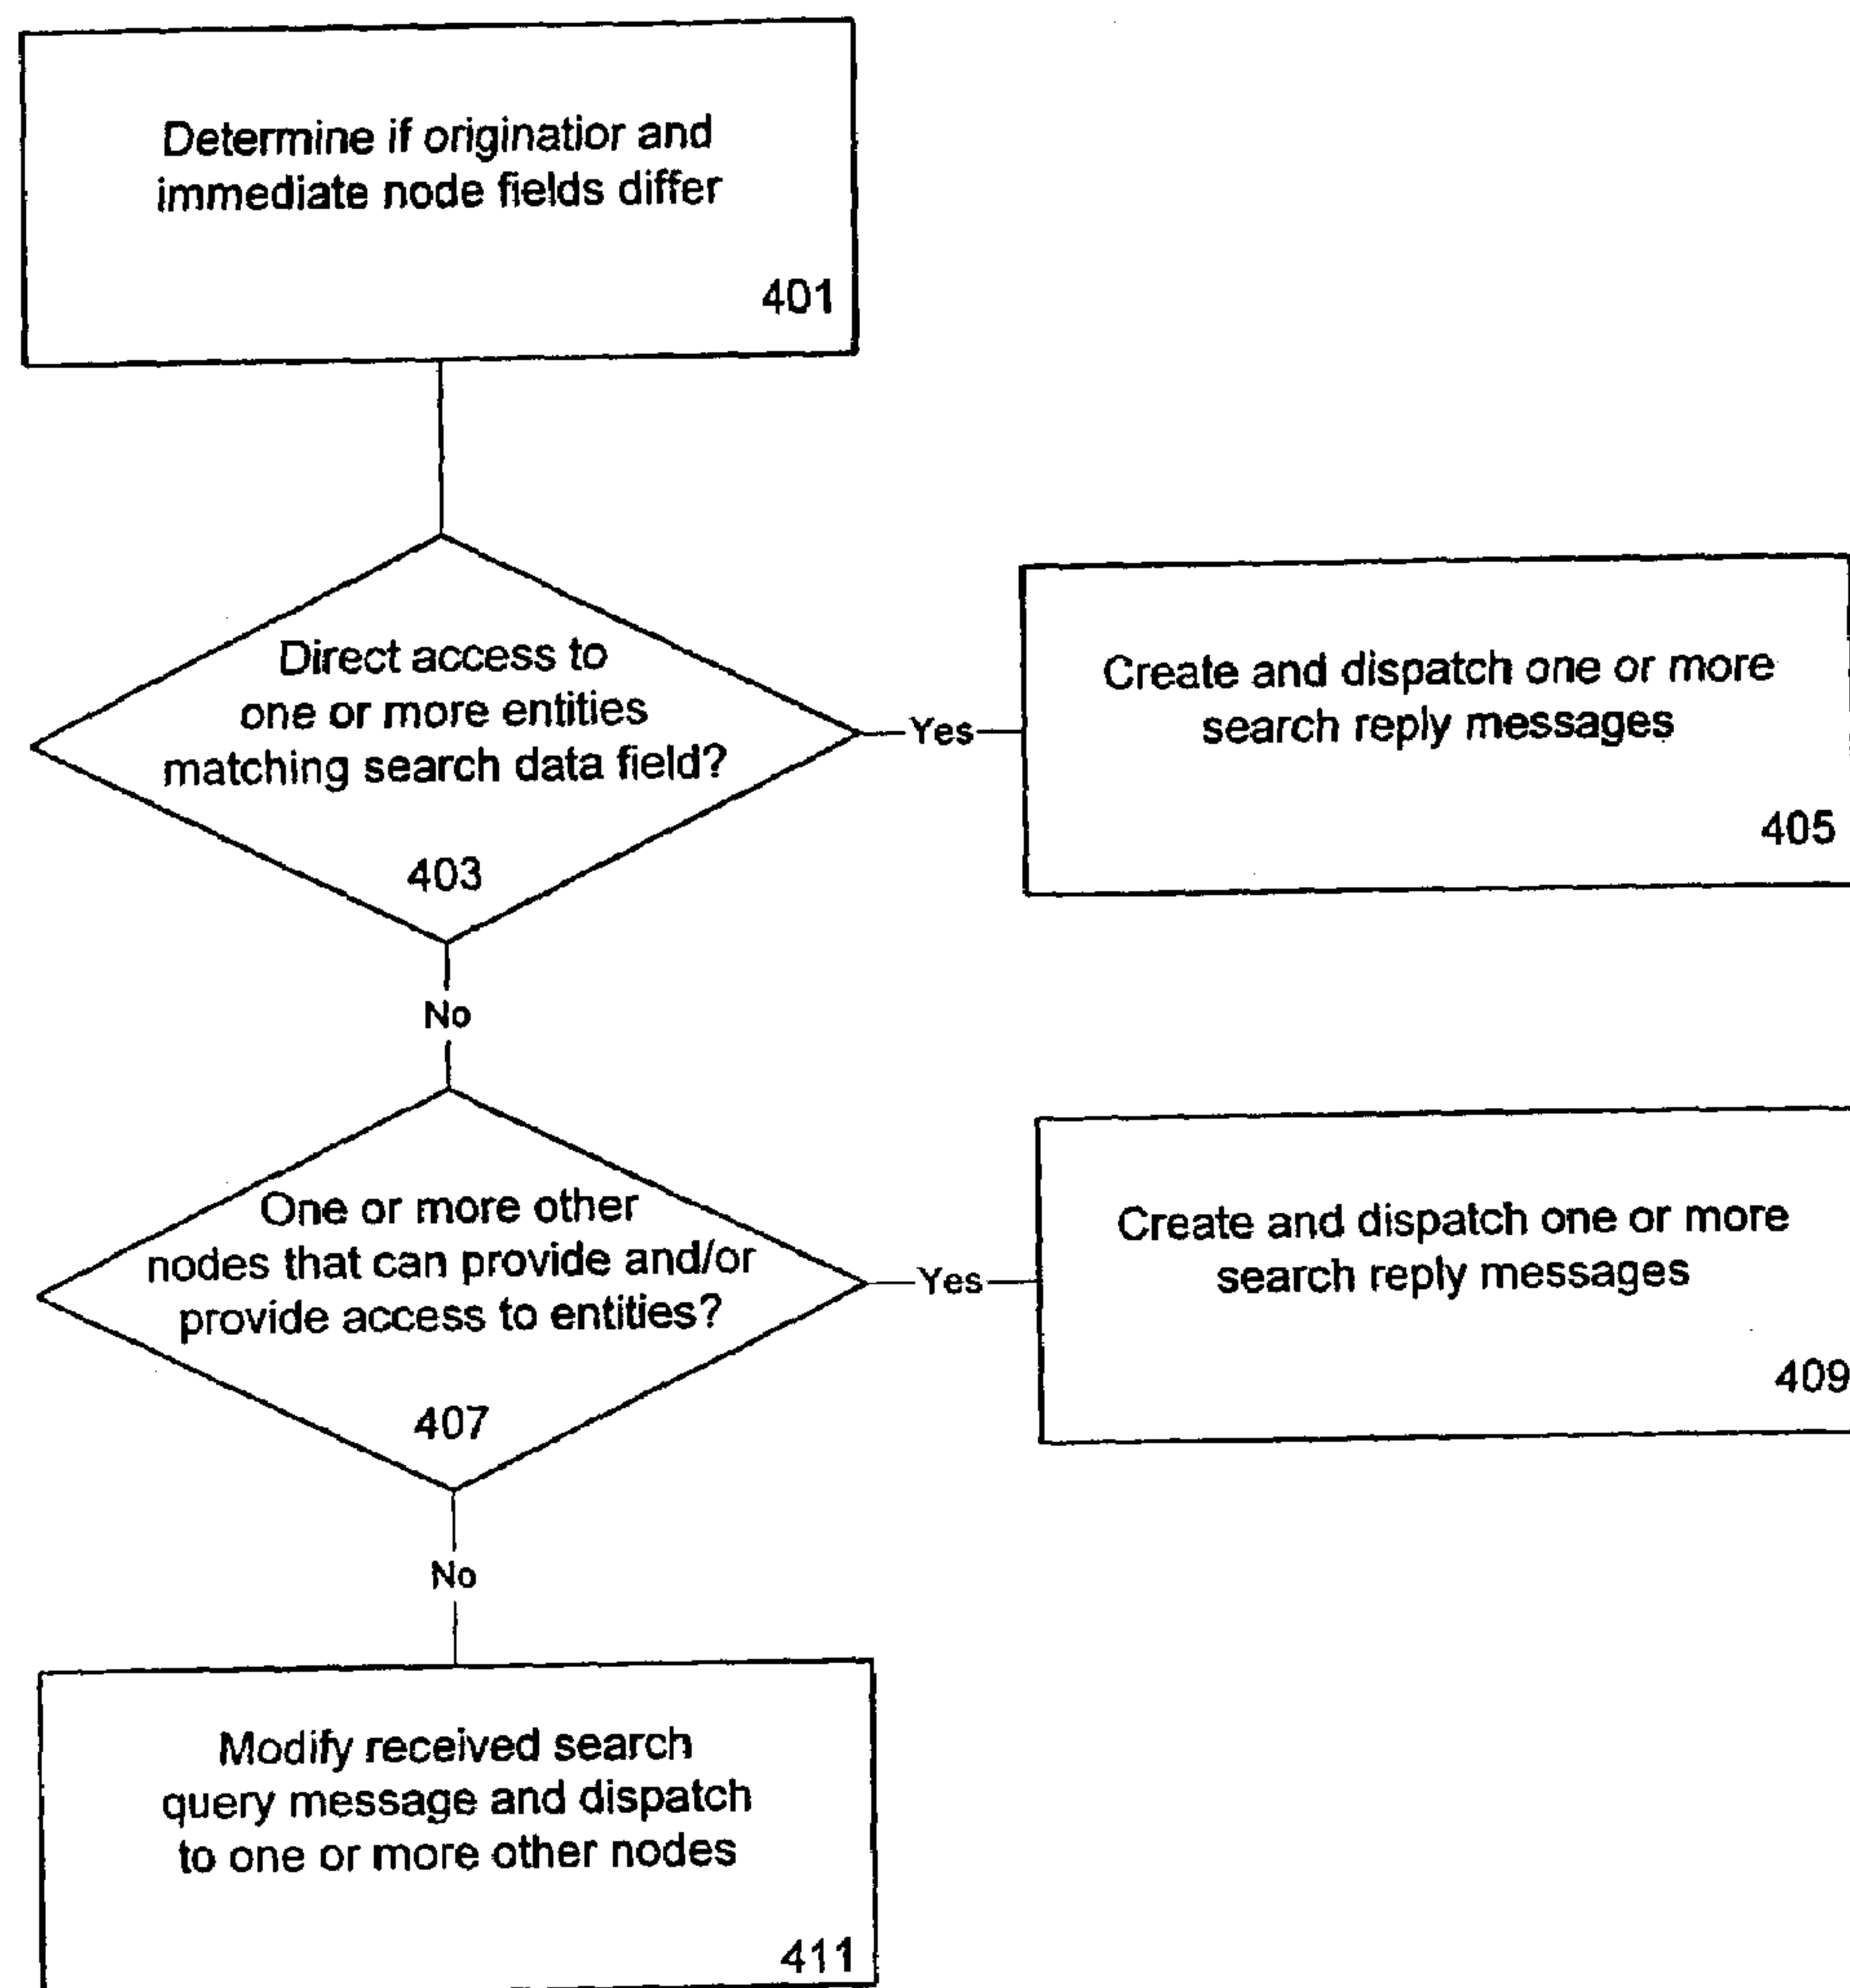 Determine if originatior and
immediate node fields differ
401
Direct access to
one or more entities
matching search data field?
403
Yes
Create and dispatch one or more
search reply messages
405
No
One or more other
nodes that can provide and/or
provide access to entities?
407
Yes
Create and dispatch one or more
search reply messages
409
No
Modify received search
query message and dispatch
to one or more other nodes
411